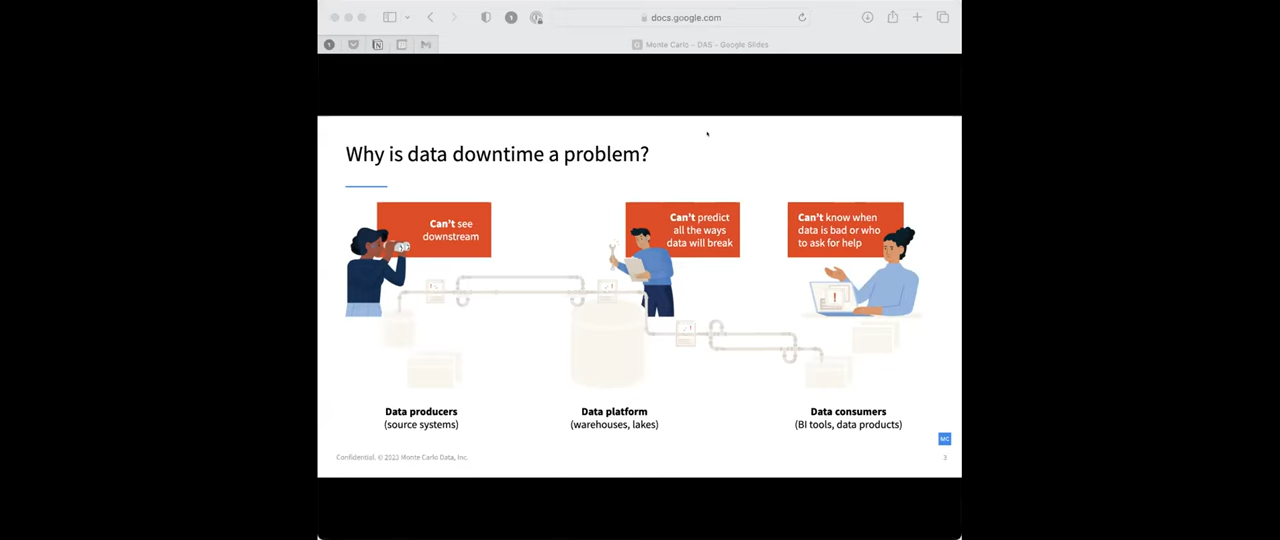 docs.google.com
Monte Carlo – DAS – Google Slides
Why is data downtime a problem?
Can't see
downstream
Can't predict
all the ways
data will break
Can't know when
data is bad or who
to ask for help
Data producers
(source systems)
Data platform
(warehouses, lakes)
Data consumers
(BI tools, data products)
MC
Confidential. © 2023 Monte Carlo Data, Inc.
3